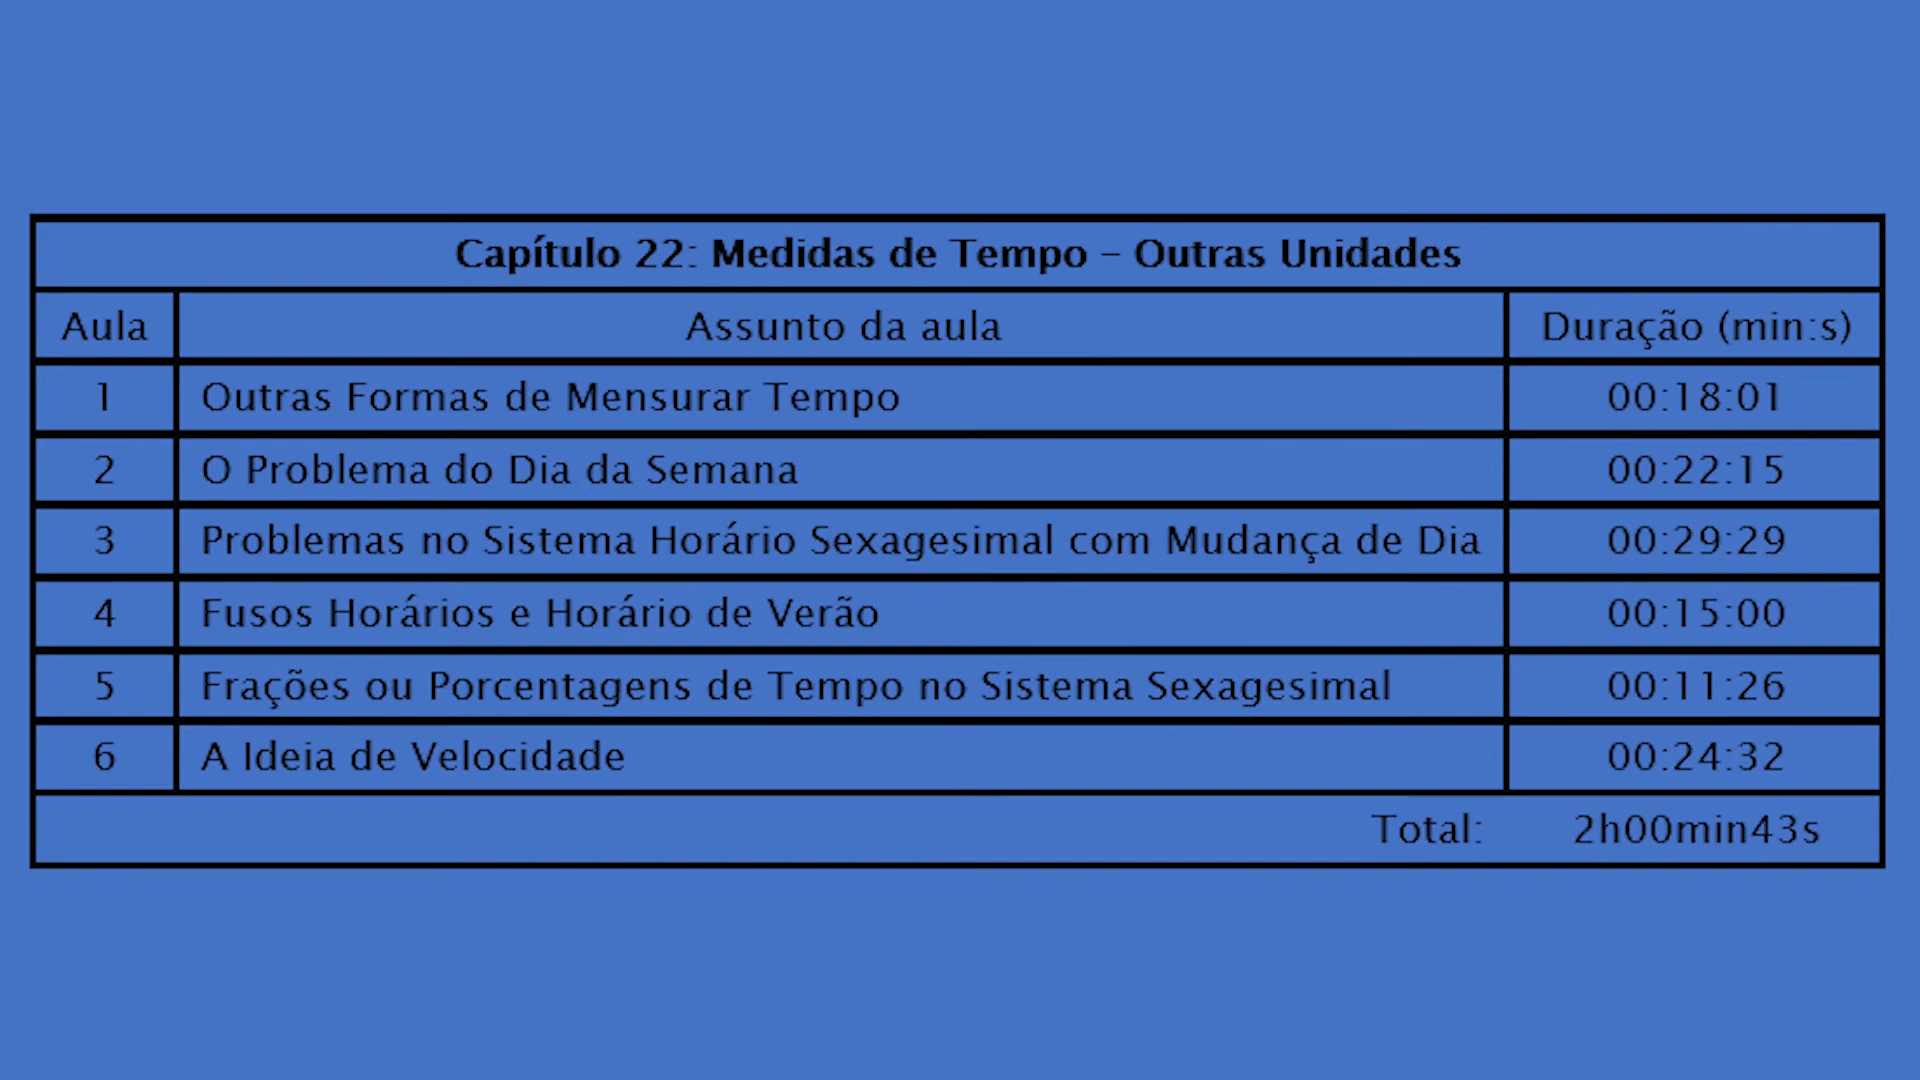 Capítulo 22: Medidas de Tempo – Outras Unidades
Aula Assunto da aula Duração (min:s)
1 Outras Formas de Mensurar Tempo 00:18:01
2 O Problema do Dia da Semana 00:22:15
3 Problemas no Sistema Horário Sexagesimal com Mudança de Dia 00:29:29
4 Fusos Horários e Horário de Verão 00:15:00
5 Frações ou Porcentagens de Tempo no Sistema Sexagesimal 00:11:26
6 A Ideia de Velocidade 00:24:32
Total: 2h00min43s